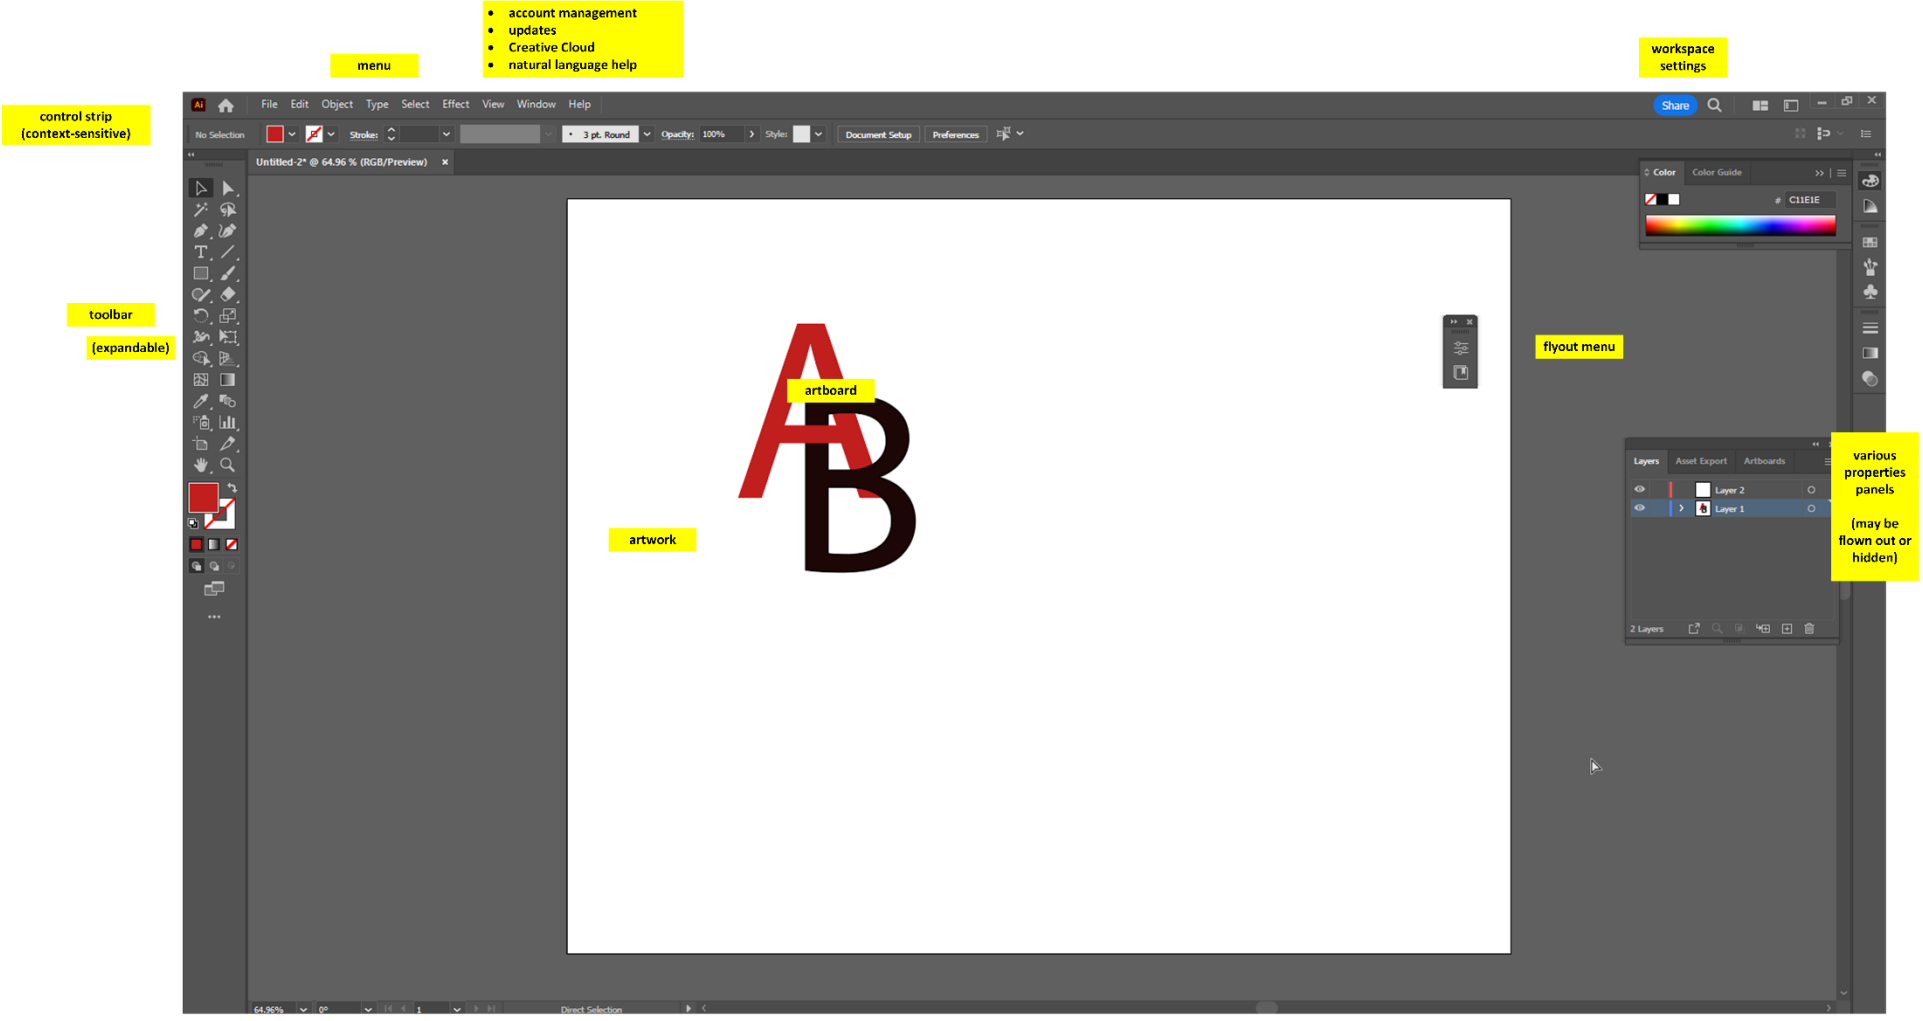 account management
updates
Creative Cloud
natural language help
menu
workspace
settings
control strip
(context-sensitive)
Ai
File Edit Object Type Select Effect View Window Help
Share
No Selection
Stroke:
3 pt. Round
Opacity: 100%
Style:
Document Setup
Preferences
Untitled-2* @ 64.96 % (RGB/Preview)
Color Color Guide
# C11E1E
toolbar
(expandable)
flyout menu
A
artboard
B
artwork
Layers Asset Export Artboards
Layer 2
Layer 1
2 Layers
various
properties
panels
(may be
flown out or
hidden)
64.96% 0° 1 Direct Selection